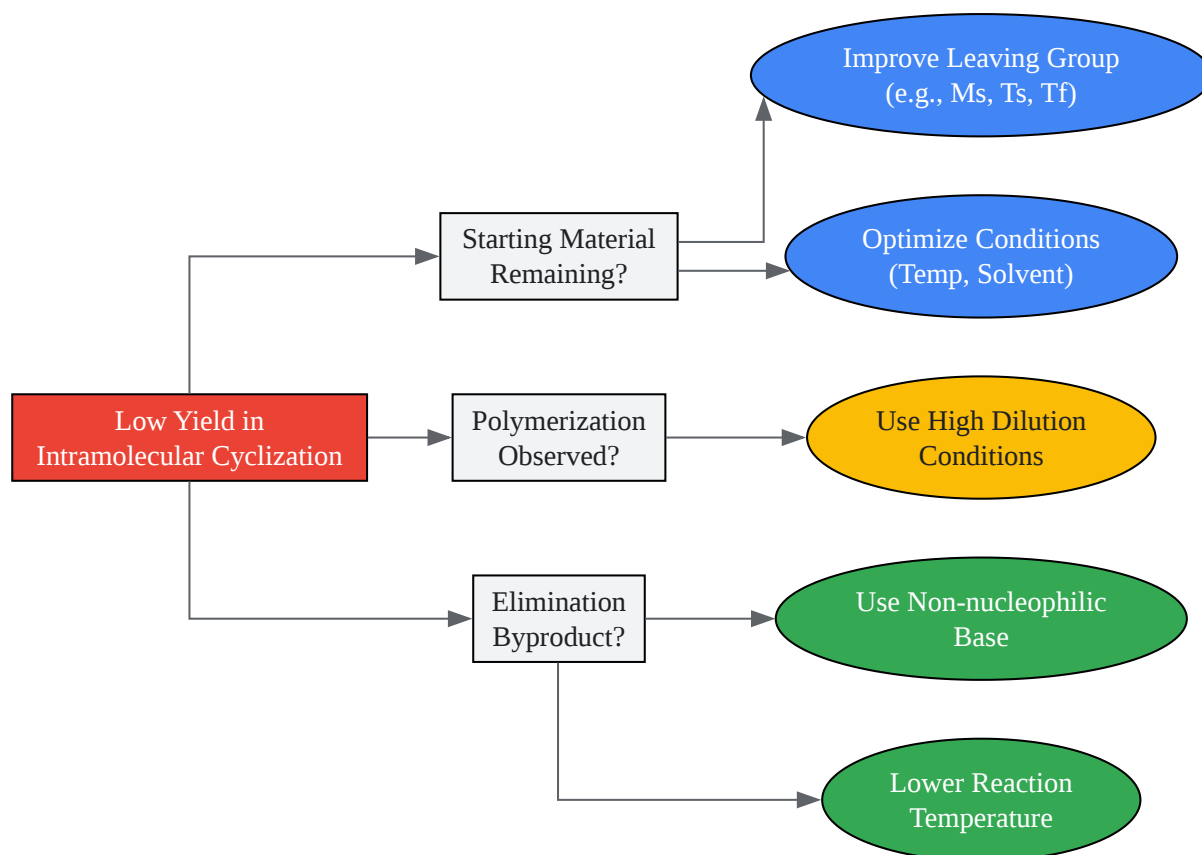 Improve Leaving Group
(e.g., Ms, Ts, Tf)
Starting Material
Remaining?
Optimize Conditions
(Temp, Solvent)
Low Yield in
Intramolecular Cyclization
Polymerization
Observed?
Use High Dilution
Conditions
Elimination
Byproduct?
Use Non-nucleophilic
Base
Lower Reaction
Temperature